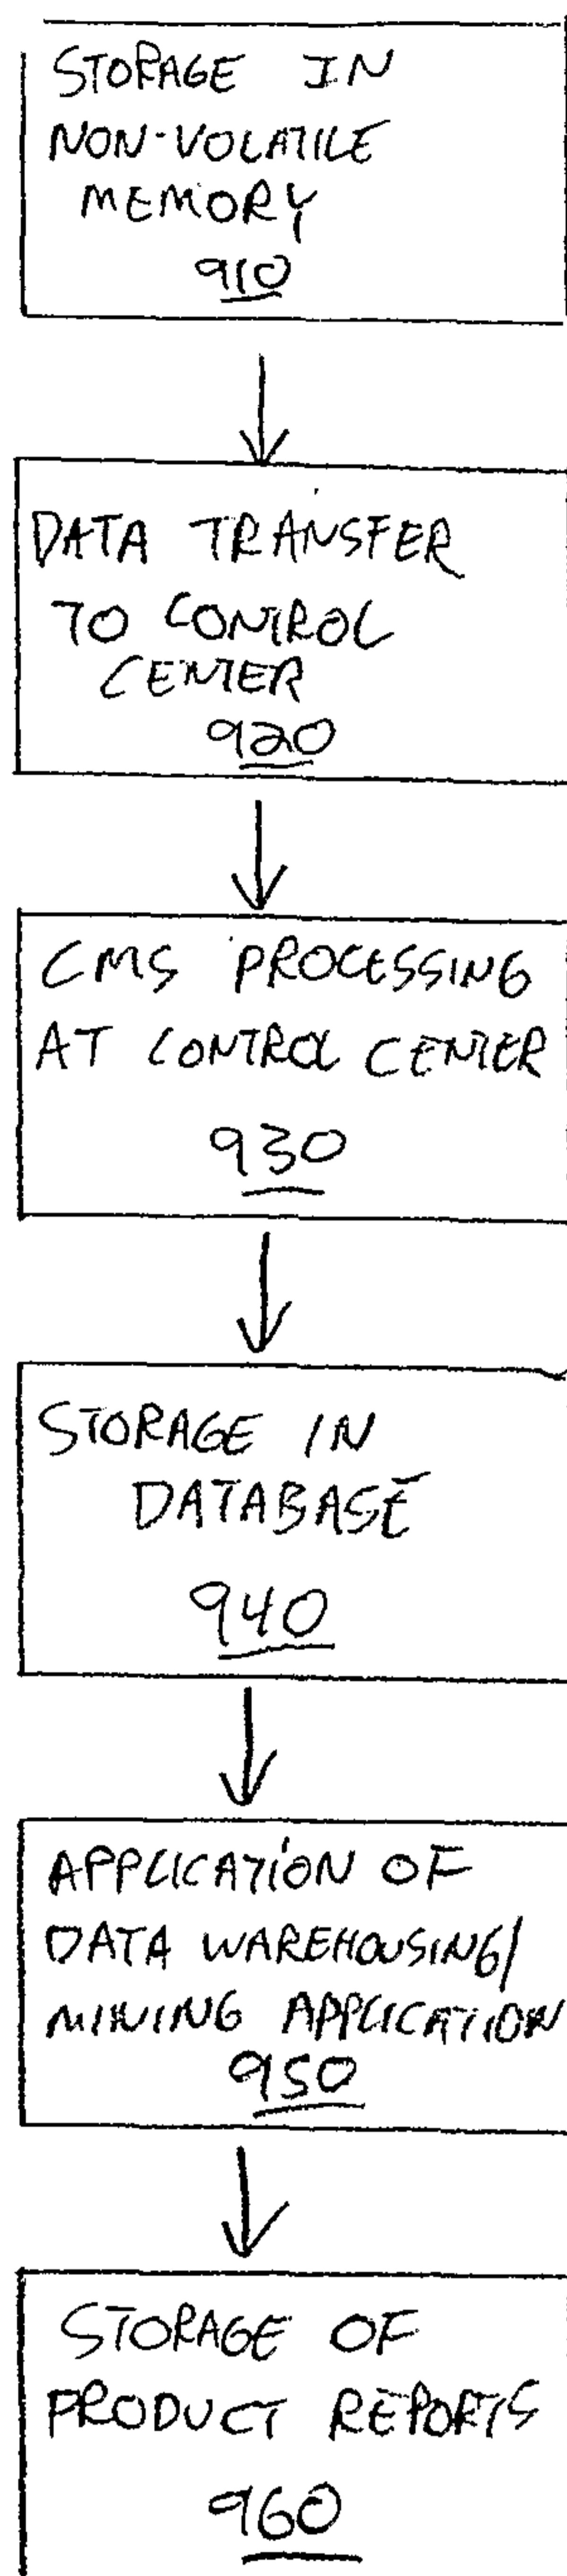 STORAGE IN
NON-VOLATILE
MEMORY
910
DATA TRANSFER
TO CONTROL
CENTER
920
CMS PROCESSING
AT CONTROL CENTER
930
STORAGE IN
DATABASE
940
APPLICATION OF
DATA WAREHOUSING/
MINING APPLICATION
950
STORAGE OF
PRODUCT REPORTS
960